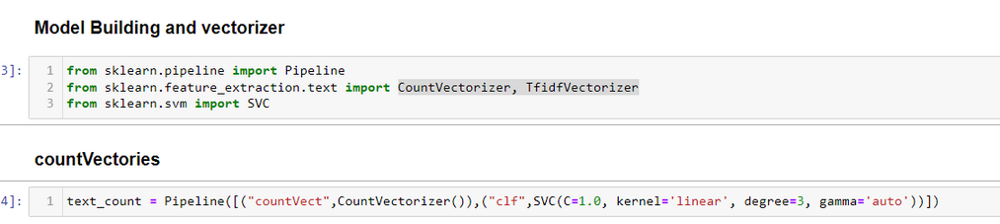 Model Building and vectorizer
3]:
1 from sklearn.pipeline import Pipeline
2 from sklearn.feature_extraction.text import CountVectorizer, TfidfVectorizer
3 from sklearn.svm import SVC
countVectories
4]:
1 text_count = Pipeline([("countVect",CountVectorizer()),("clf",SVC(C=1.0, kernel='linear', degree=3, gamma='auto'))])